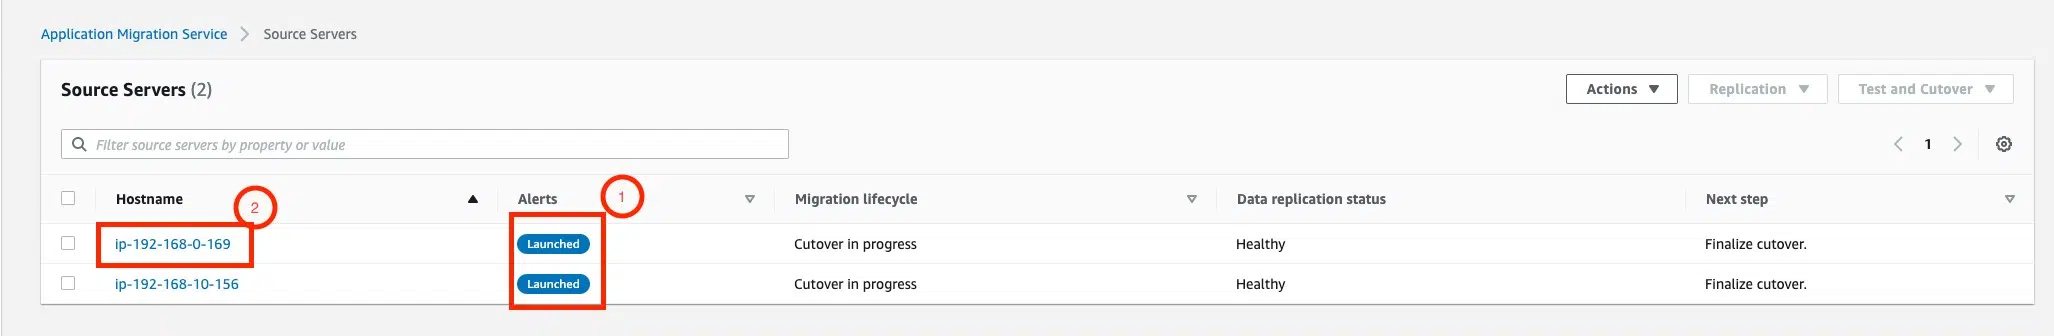 Application Migration Service > Source Servers
Source Servers (2)
Actions ▼ Replication ▼ Test and Cutover ▼
Filter source servers by property or value
< 1 >
Hostname ▲ Alerts ▽ Migration lifecycle ▽ Data replication status Next step ▽
2 1
ip-192-168-0-169 Launched Cutover in progress Healthy Finalize cutover.
ip-192-168-10-156 Launched Cutover in progress Healthy Finalize cutover.